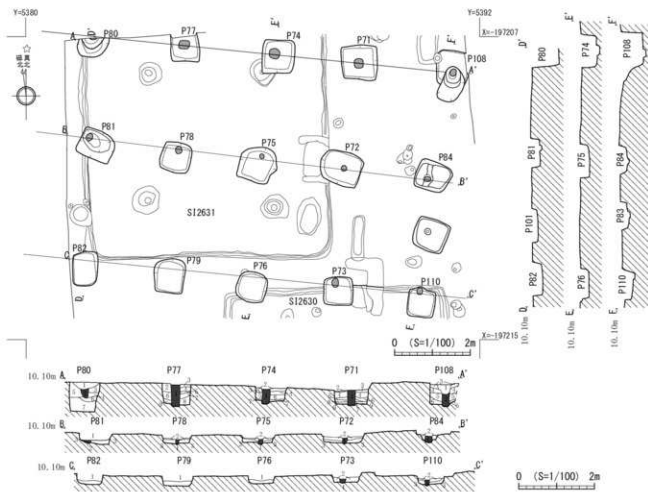 Y=5380
Y=5392
X=-197207
A
D'
P80
P77
E'
P74
P71
F'
P108
A'
B
P81
P78
P75
P72
P84
B'
SI2631
C
P82
P79
P76
P73
P110
C'
SI2630
D
E
F
X=-197215
0 (S=1/100) 2m
D'
P80
P81
P101
P82
D
10.10m
E'
P74
P75
P76
E
10.10m
F'
P108
P84
P83
P110
F
10.10m
P80
P77
P74
P71
P108
10.10m A
A'
P81
P78
P75
P72
P84
10.10m B
B'
P82
P79
P76
P73
P110
10.10m C
C'
0 (S=1/100) 2m